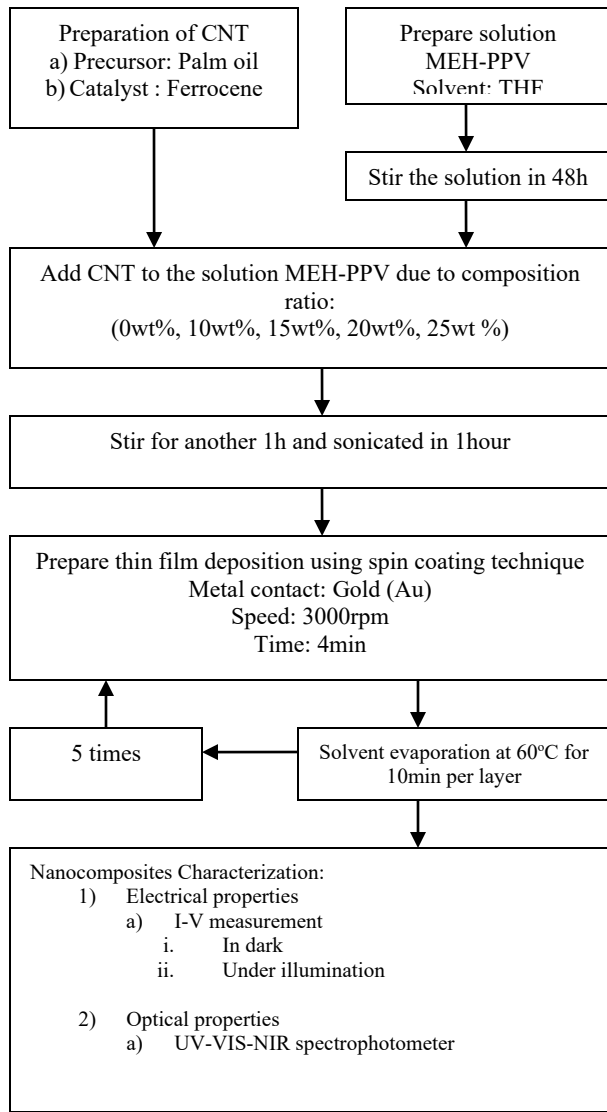 Preparation of CNT
a) Precursor: Palm oil
b) Catalyst : Ferrocene
Prepare solution
MEH-PPV
Solvent: THF
Stir the solution in 48h
Add CNT to the solution MEH-PPV due to composition
ratio:
(0wt%, 10wt%, 15wt%, 20wt%, 25wt %)
Stir for another 1h and sonicated in 1hour
Prepare thin film deposition using spin coating technique
Metal contact: Gold (Au)
Speed: 3000rpm
Time: 4min
5 times
Solvent evaporation at 60ºC for
10min per layer
Nanocomposites Characterization:
1) Electrical properties
a) I-V measurement
i. In dark
ii. Under illumination
2) Optical properties
a) UV-VIS-NIR spectrophotometer